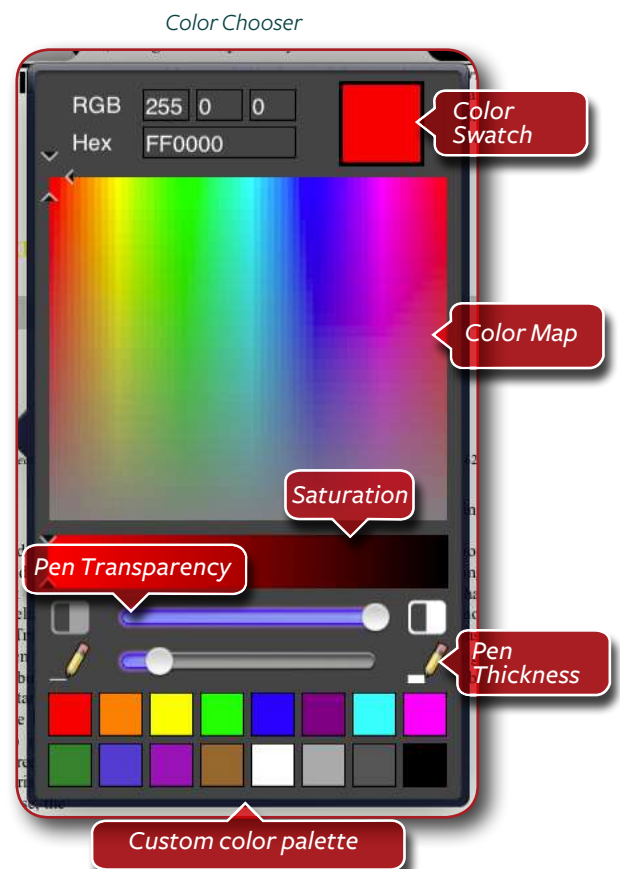 Color Chooser
RGB 255 0 0
Hex FF0000
Color
Swatch
Color Map
Saturation
Pen Transparency
Pen
Thickness
Custom color palette